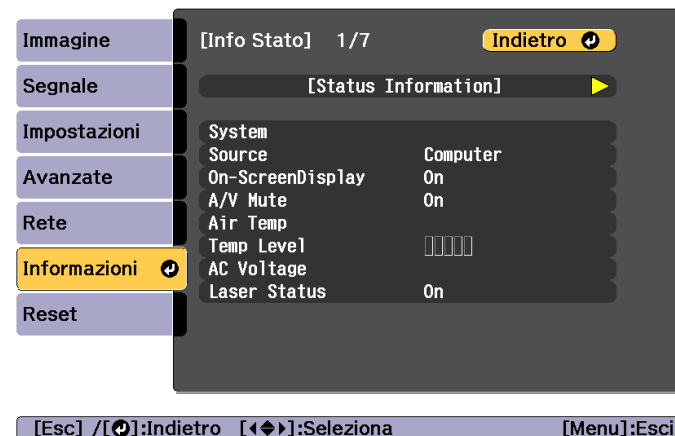 Immagine
Segnale
Impostazioni
Avanzate
Rete
Informazioni
Reset
[Info Stato] 1/7 Indietro
[Status Information]
System
Source Computer
On-ScreenDisplay On
A/V Mute On
Air Temp
Temp Level
AC Voltage
Laser Status On
[Esc] /[ ]:Indietro [ ]:Seleziona [Menu]:Esci